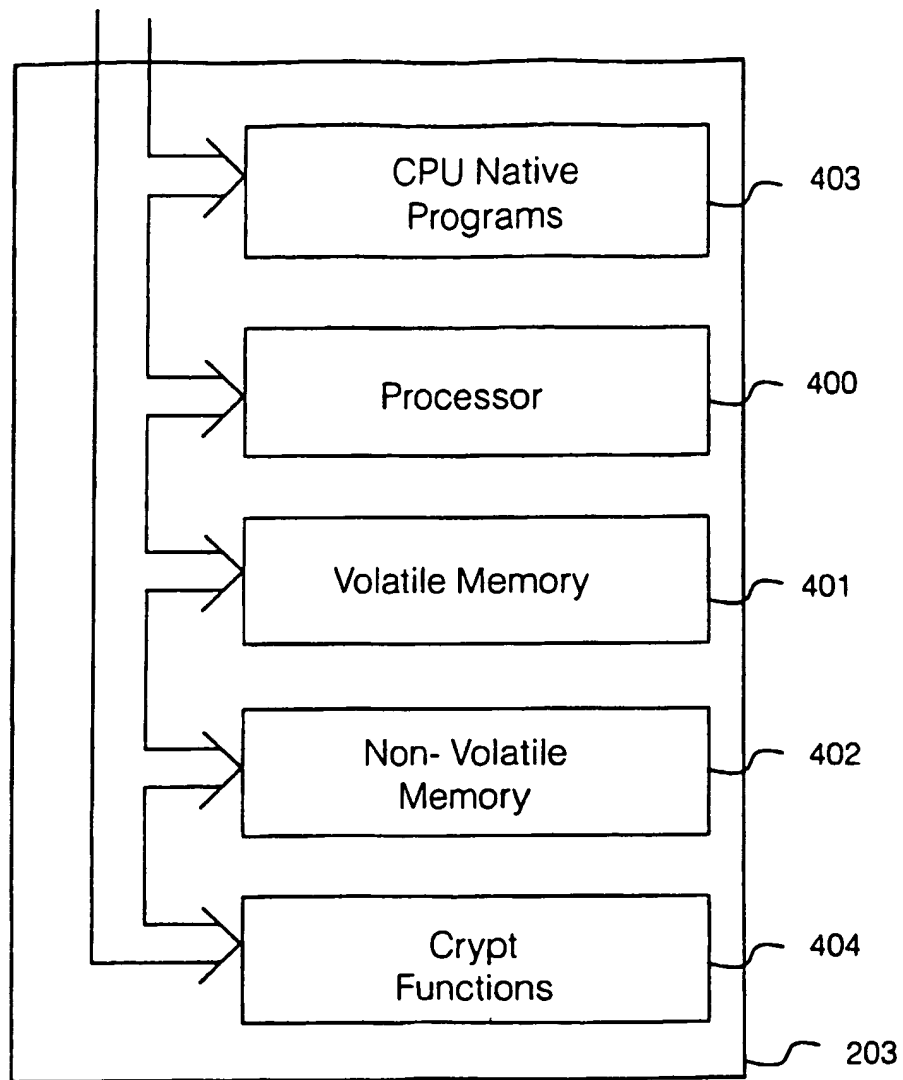 CPU Native
Programs
403
Processor
400
Volatile Memory
401
Non- Volatile
Memory
402
Crypt
Functions
404
203